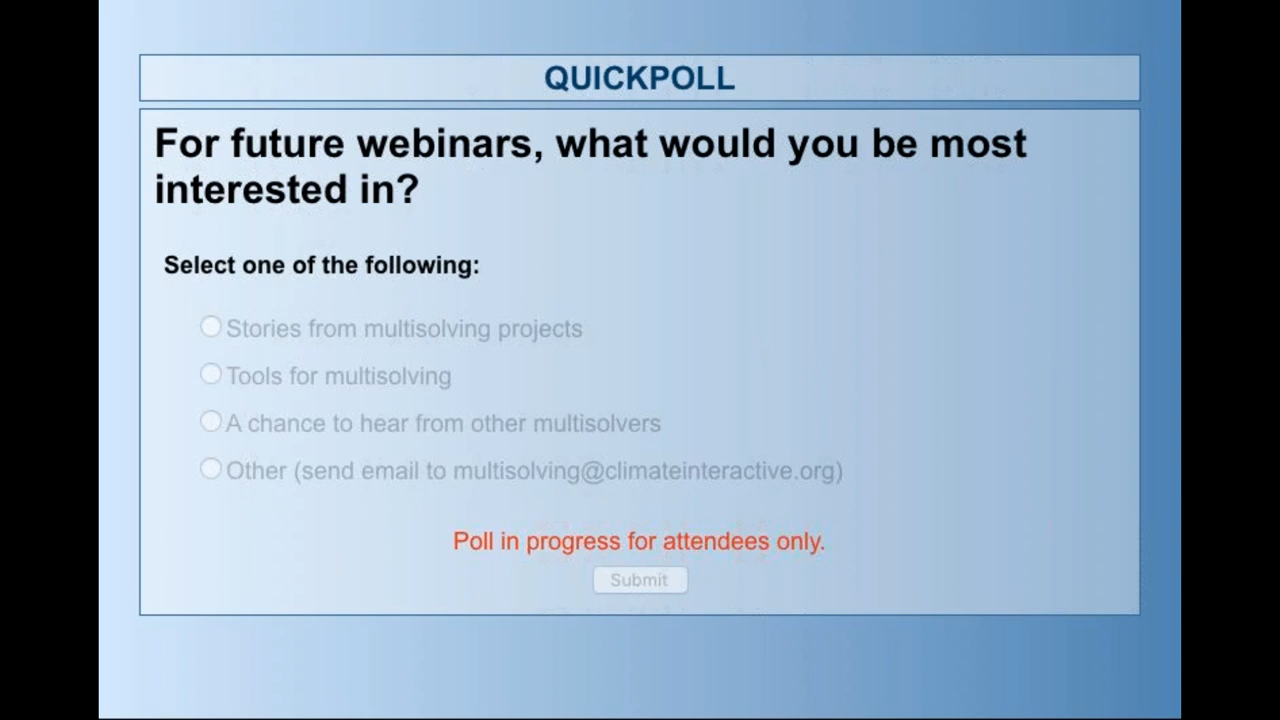 QUICKPOLL
For future webinars, what would you be most
interested in?
Select one of the following:
Stories from multisolving projects
Tools for multisolving
A chance to hear from other multisolvers
Other (send email to multisolving@climateinteractive.org)
Poll in progress for attendees only.
Submit